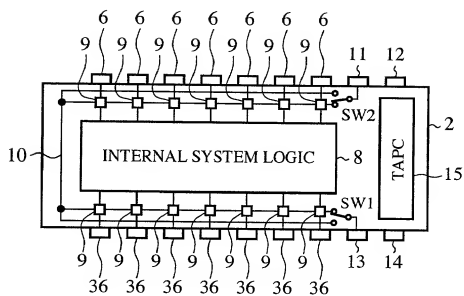 6 6 6 6 6 6 6 11 12
9 9 9 9 9 9 9
SW2
2
10
INTERNAL SYSTEM LOGIC
8
TAPC
15
SW1
9 9 9 9 9 9 9 13 14
36 36 36 36 36 36 36